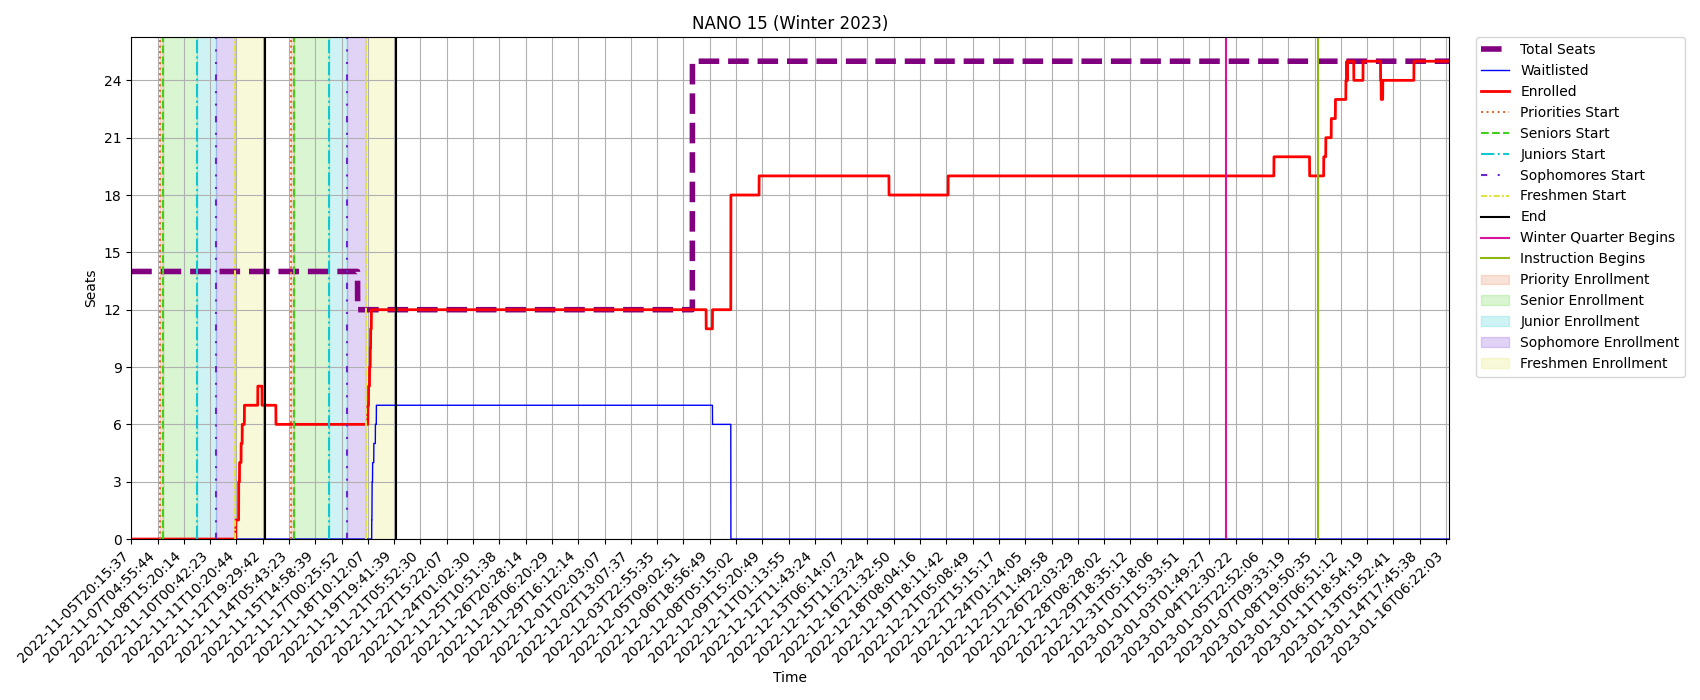 NANO 15 (Winter 2023)
Seats
24
21
18
15
12
9
6
3
0
2022-11-05T20:15:37
2022-11-07T04:55:44
2022-11-08T15:20:14
2022-11-10T00:42:23
2022-11-11T10:20:44
2022-11-12T19:29:42
2022-11-14T05:43:23
2022-11-15T14:58:39
2022-11-17T00:25:52
2022-11-18T10:12:07
2022-11-19T19:41:39
2022-11-21T05:52:30
2022-11-22T15:22:07
2022-11-24T01:02:30
2022-11-25T10:51:38
2022-11-26T20:28:14
2022-11-28T06:20:29
2022-11-29T16:12:14
2022-12-01T02:03:07
2022-12-02T13:07:37
2022-12-03T22:55:35
2022-12-05T09:02:51
2022-12-06T18:56:49
2022-12-08T05:15:02
2022-12-09T15:20:49
2022-12-11T01:13:55
2022-12-12T11:43:24
2022-12-13T06:14:07
2022-12-15T11:23:24
2022-12-16T21:32:50
2022-12-18T08:04:16
2022-12-19T18:11:42
2022-12-21T05:08:49
2022-12-22T15:15:17
2022-12-24T01:24:05
2022-12-25T11:49:58
2022-12-26T22:03:29
2022-12-28T08:28:02
2022-12-29T18:35:12
2022-12-31T05:18:06
2023-01-01T15:33:51
2023-01-03T01:49:27
2023-01-04T12:30:22
2023-01-05T22:52:06
2023-01-07T09:33:19
2023-01-08T19:50:35
2023-01-10T06:51:12
2023-01-11T18:54:19
2023-01-13T05:52:41
2023-01-14T17:45:38
2023-01-16T06:22:03
Time
Total Seats
Waitlisted
Enrolled
Priorities Start
Seniors Start
Juniors Start
Sophomores Start
Freshmen Start
End
Winter Quarter Begins
Instruction Begins
Priority Enrollment
Senior Enrollment
Junior Enrollment
Sophomore Enrollment
Freshmen Enrollment